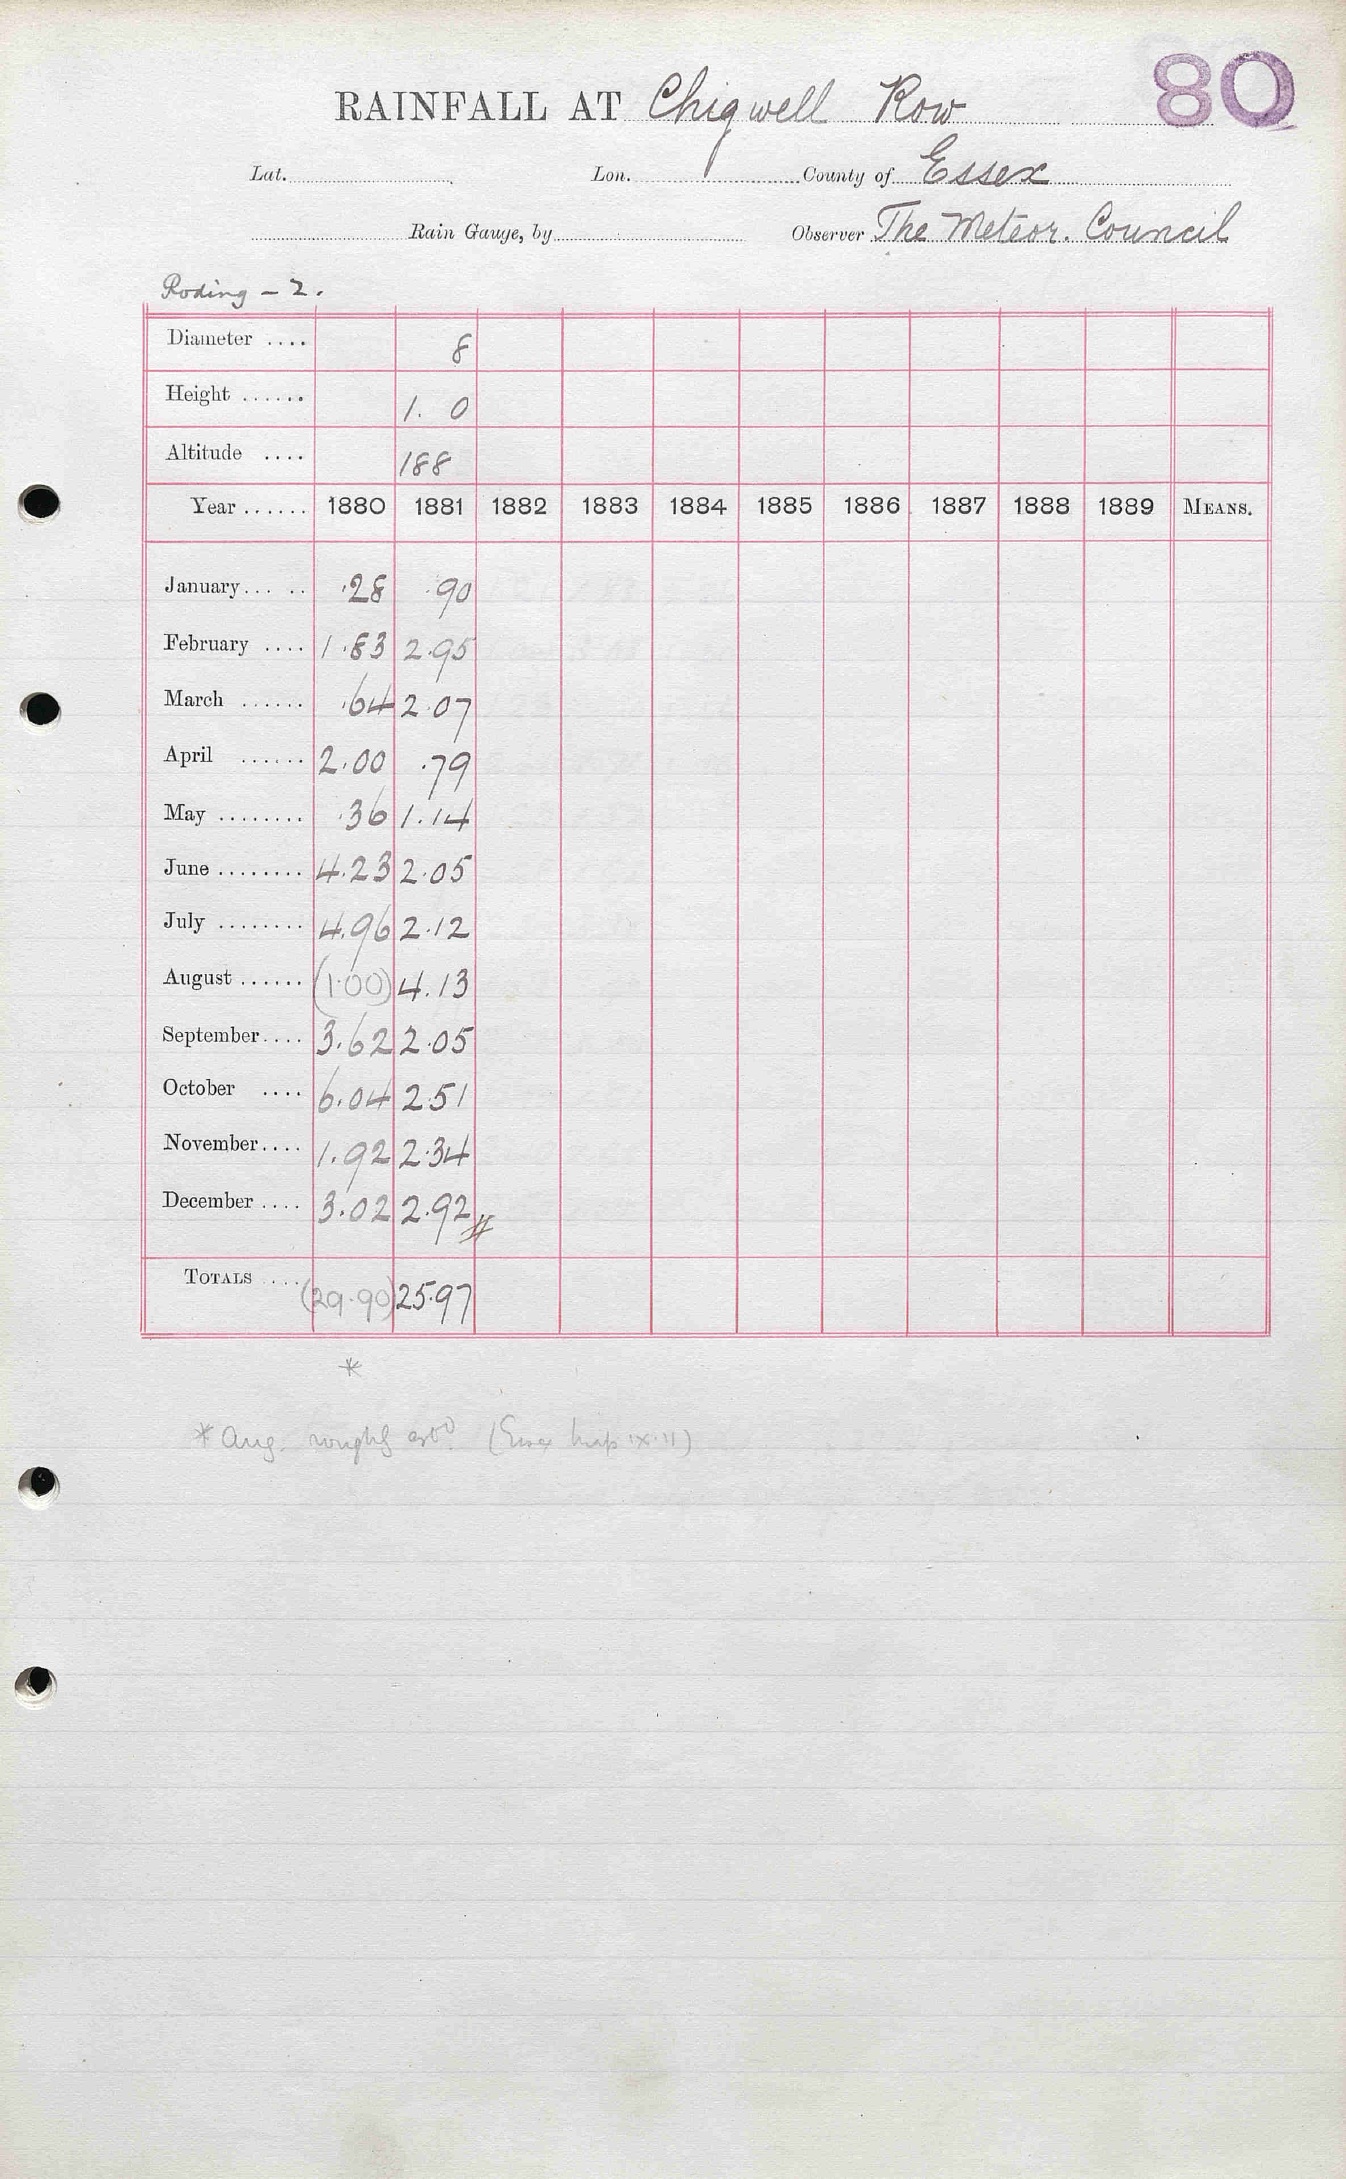 80
RAINFALL AT Chigwell Row
Lat. Lon. County of Essex
Rain Gauge, by Observer The Meteor. Council
Roding – 2.
Diameter .... 8
Height ...... 1. 0
Altitude .... 188
Year ...... 1880 1881 1882 1883 1884 1885 1886 1887 1888 1889 MEANS.
January... .. .28 .90
February .... 1.83 2.95
March ...... .64 2.07
April ...... 2.00 .79
May ........ .36 1.14
June ........ 4.23 2.05
July ........ 4.96 2.12
August ...... (1.00) 4.13
September.... 3.62 2.05
October .... 6.04 2.51
November.... 1.92 2.34
December .... 3.02 2.92 #
TOTALS .... (29.90) 25.97
*
* Aug. roughly estd. (Essex map IX.11)